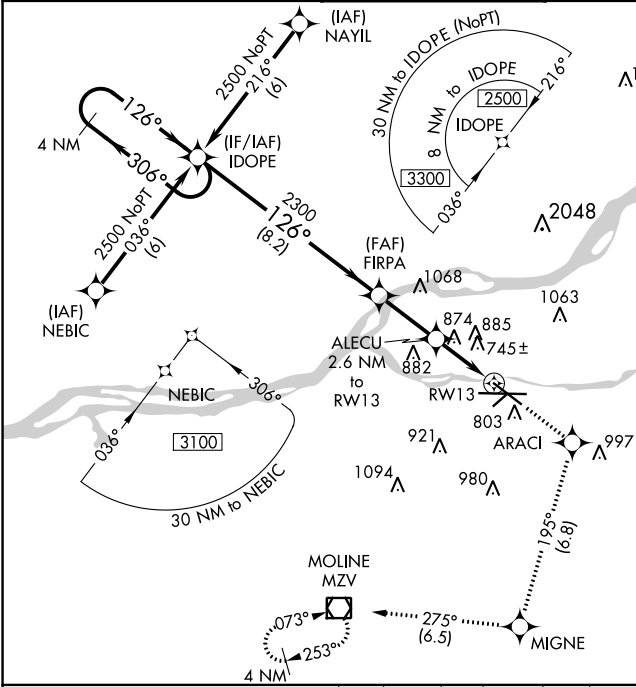 (IAF)
NAYIL
2500 NoPT
216°
(6)
30 NM to IDOPE (NoPT)
8 NM to IDOPE
2500
216°
IDOPE
3300
036°
4 NM
126°
306°
(IF/IAF)
IDOPE
2500 NoPT
036°
(6)
(IAF)
NEBIC
2300
126°
(8.2)
2048
(FAF)
FIRPA
1068
1063
874
885
745±
ALECU
2.6 NM
to
RW13
882
RW13
803
NEBIC
306°
036°
3100
30 NM to NEBIC
921
ARACI
997
1094
980
195°
(6.8)
MOLINE
MZV
073°
253°
4 NM
275°
(6.5)
MIGNE